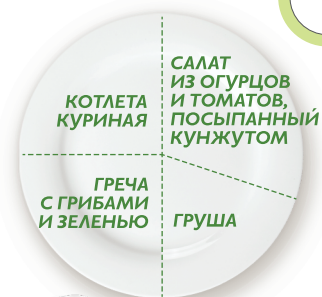 КОТЛЕТА
КУРИНАЯ
САЛАТ
ИЗ ОГУРЦОВ
И ТОМАТОВ,
ПОСЫПАННЫЙ
КУНЖУТОМ
ГРЕЧА
С ГРИБАМИ
И ЗЕЛЕНЬЮ
ГРУША